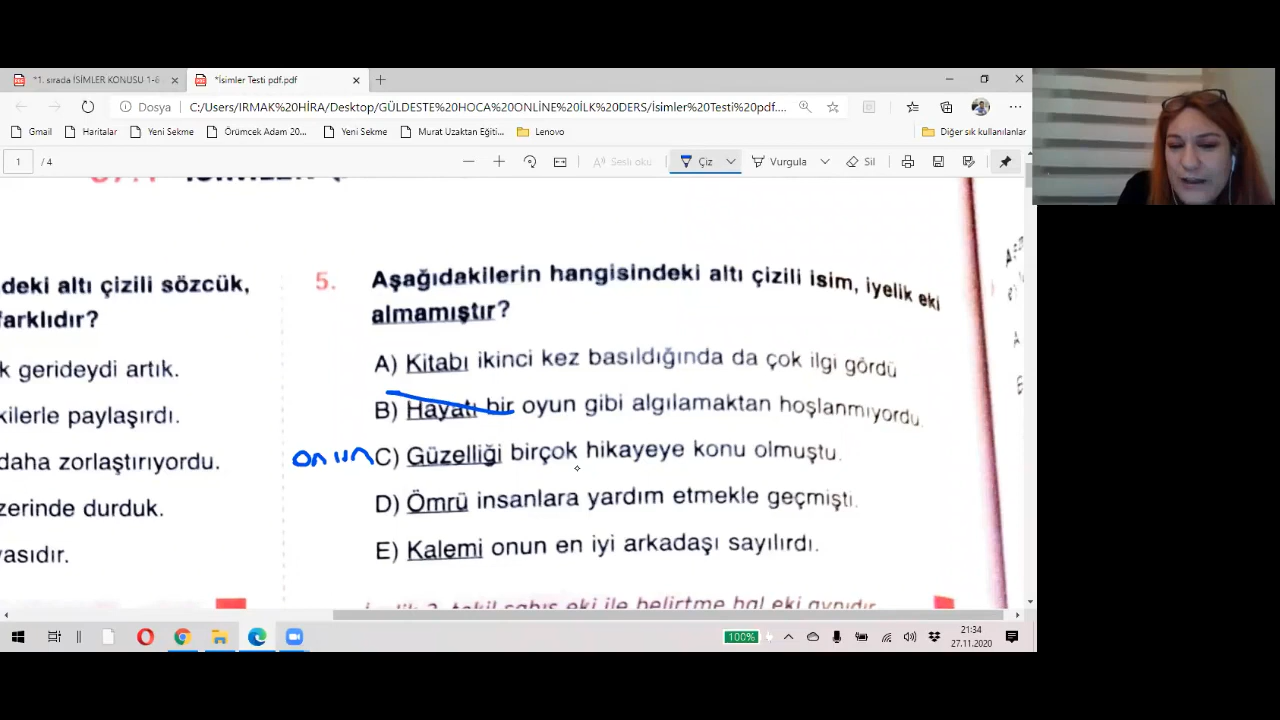 *1. sırada İSİMLER KONUSU 1-6
*İsimler Testi pdf.pdf
Dosya
C:/Users/IRMAK%20HİRA/Desktop/GÜLDESTE%20HOCA%20ONLİNE%20İLK%20DERS/İsimler%20Testi%20pdf....
Gmail
Haritalar
Yeni Sekme
Örümcek Adam 20...
Yeni Sekme
Murat Uzaktan Eğiti...
Lenovo
Diğer sık kullanılanlar
1 / 4
Sesli oku
Çiz
Vurgula
Sil
deki altı çizili sözcük,
farklıdır?
k gerideydi artık.
kilerle paylaşırdı.
daha zorlaştırıyordu.
zerinde durduk.
asıdır.
5. Aşağıdakilerin hangisindeki altı çizili isim, iyelik eki
almamıştır?
A) Kitabı ikinci kez basıldığında da çok ilgi gördü
B) Hayatı bir oyun gibi algılamaktan hoşlanmıyordu.
onun C) Güzelliği birçok hikayeye konu olmuştu.
D) Ömrü insanlara yardım etmekle geçmişti.
E) Kalemi onun en iyi arkadaşı sayılırdı.
100%
21:34
27.11.2020